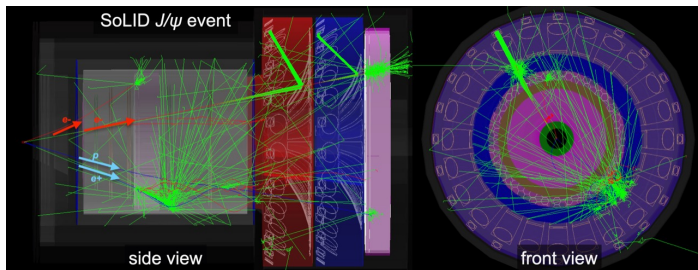 SoLID J/ψ event
e- e-
p
e+
side view
front view